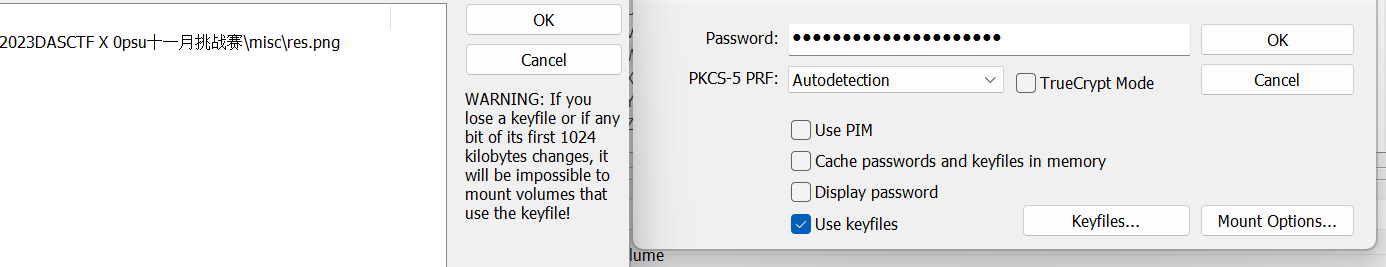 2023DASCTF X 0psu十一月挑战赛\misc\res.png
OK
Cancel
WARNING: If you
lose a keyfile or if any
bit of its first 1024
kilobytes changes, it
will be impossible to
mount volumes that
use the keyfile!
Password:
●●●●●●●●●●●●●●●●●●●●●
OK
PKCS-5 PRF:
Autodetection
TrueCrypt Mode
Cancel
Use PIM
Cache passwords and keyfiles in memory
Display password
Use keyfiles
Keyfiles...
Mount Options...
lume